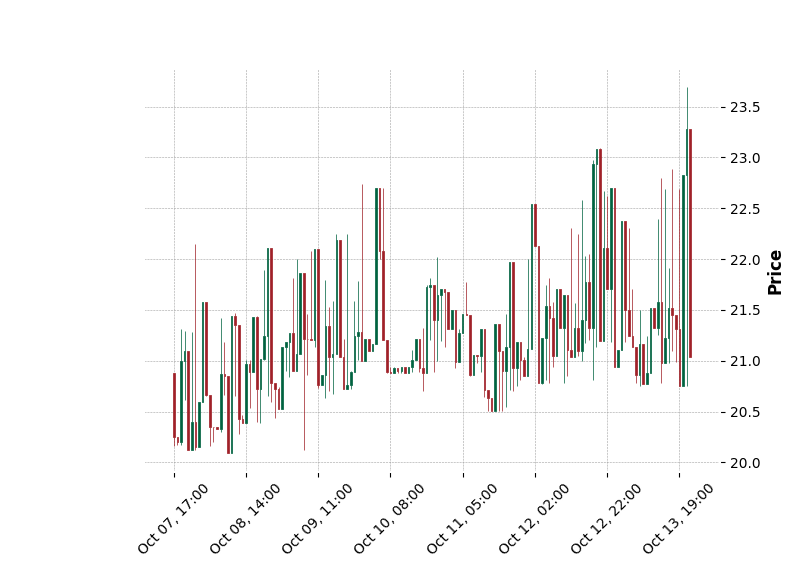 23.5
23.0
22.5
22.0
21.5
21.0
20.5
20.0
Price
Oct 07, 17:00
Oct 08, 14:00
Oct 09, 11:00
Oct 10, 08:00
Oct 11, 05:00
Oct 12, 02:00
Oct 12, 22:00
Oct 13, 19:00